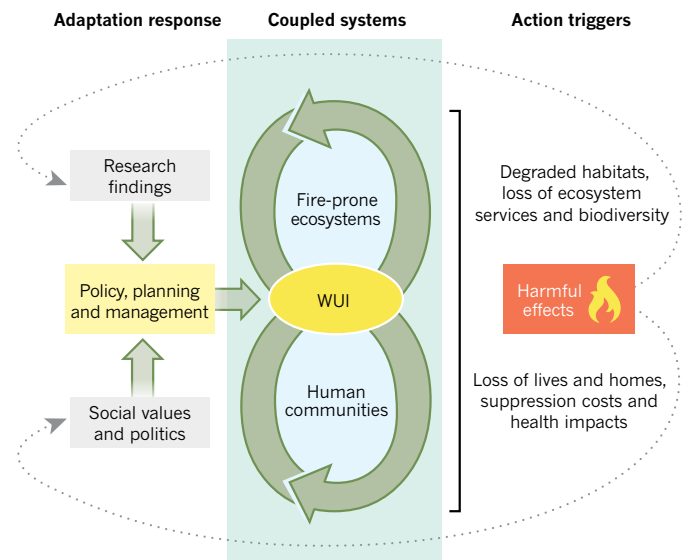 Adaptation response
Coupled systems
Action triggers
Research
findings
Fire-prone
ecosystems
Degraded habitats,
loss of ecosystem
services and biodiversity
Policy, planning
and management
WUI
Harmful
effects
Human
communities
Loss of lives and homes,
suppression costs and
health impacts
Social values
and politics